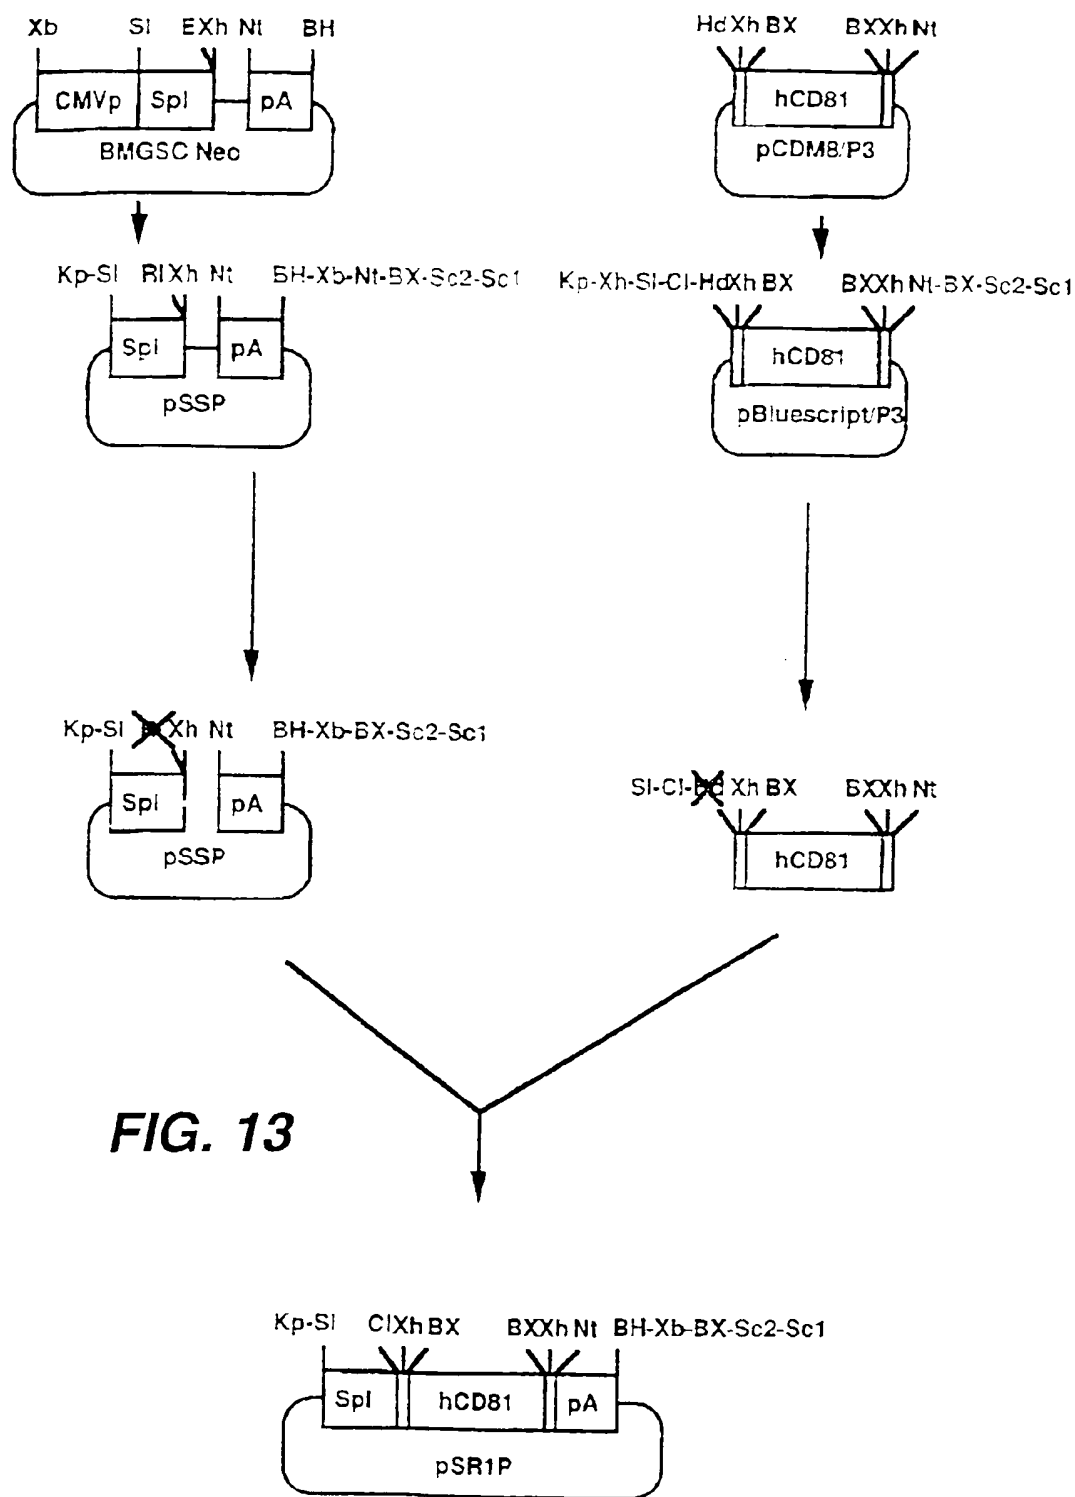 Xb Sl EXh Nt BH
CMVp Spl pA
BMGSC Neo
Hd Xh BX BXXh Nt
hCD81
pCDM8/P3
Kp-Sl RI Xh Nt BH-Xb-Nt-BX-Sc2-Sc1
Spl pA
pSSP
Kp-Xh-Sl-Cl-HdXh BX BXXh Nt-BX-Sc2-Sc1
hCD81
pBluescript/P3
Kp-Sl Xh Nt BH-Xb-BX-Sc2-Sc1
Spl pA
pSSP
Sl-Cl-Hd Xh BX BXXh Nt
hCD81
FIG. 13
Kp-Sl ClXh BX BXXh Nt BH-Xb-BX-Sc2-Sc1
Spl hCD81 pA
pSR1P